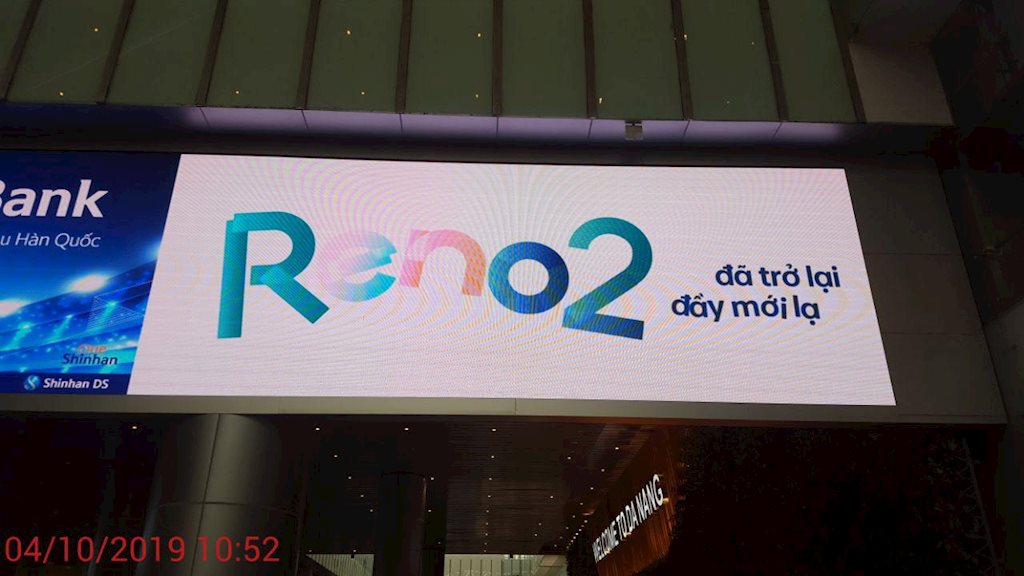 Bank
u Hàn Quốc
Shinhan
Shinhan DS
Reno2
đã trở lại
đầy mới lạ
WELCOME TO DA NANG
04/10/2019 10:52